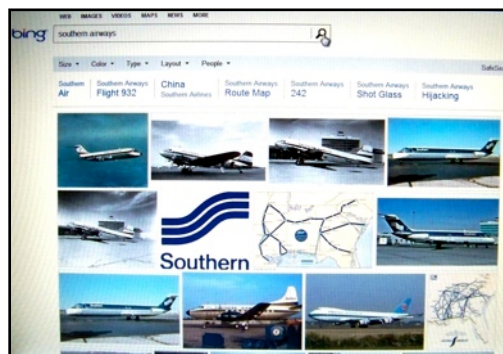 WEB IMAGES VIDEOS MAPS NEWS MORE
bing
southern airways
Size Color Type Layout People
SafeSe
Southern Air
Southern Airways Flight 932
China Southern Airlines
Southern Airways Route Map
Southern Airways 242
Southern Airways Shot Glass
Southern Airways Hijacking
Southern